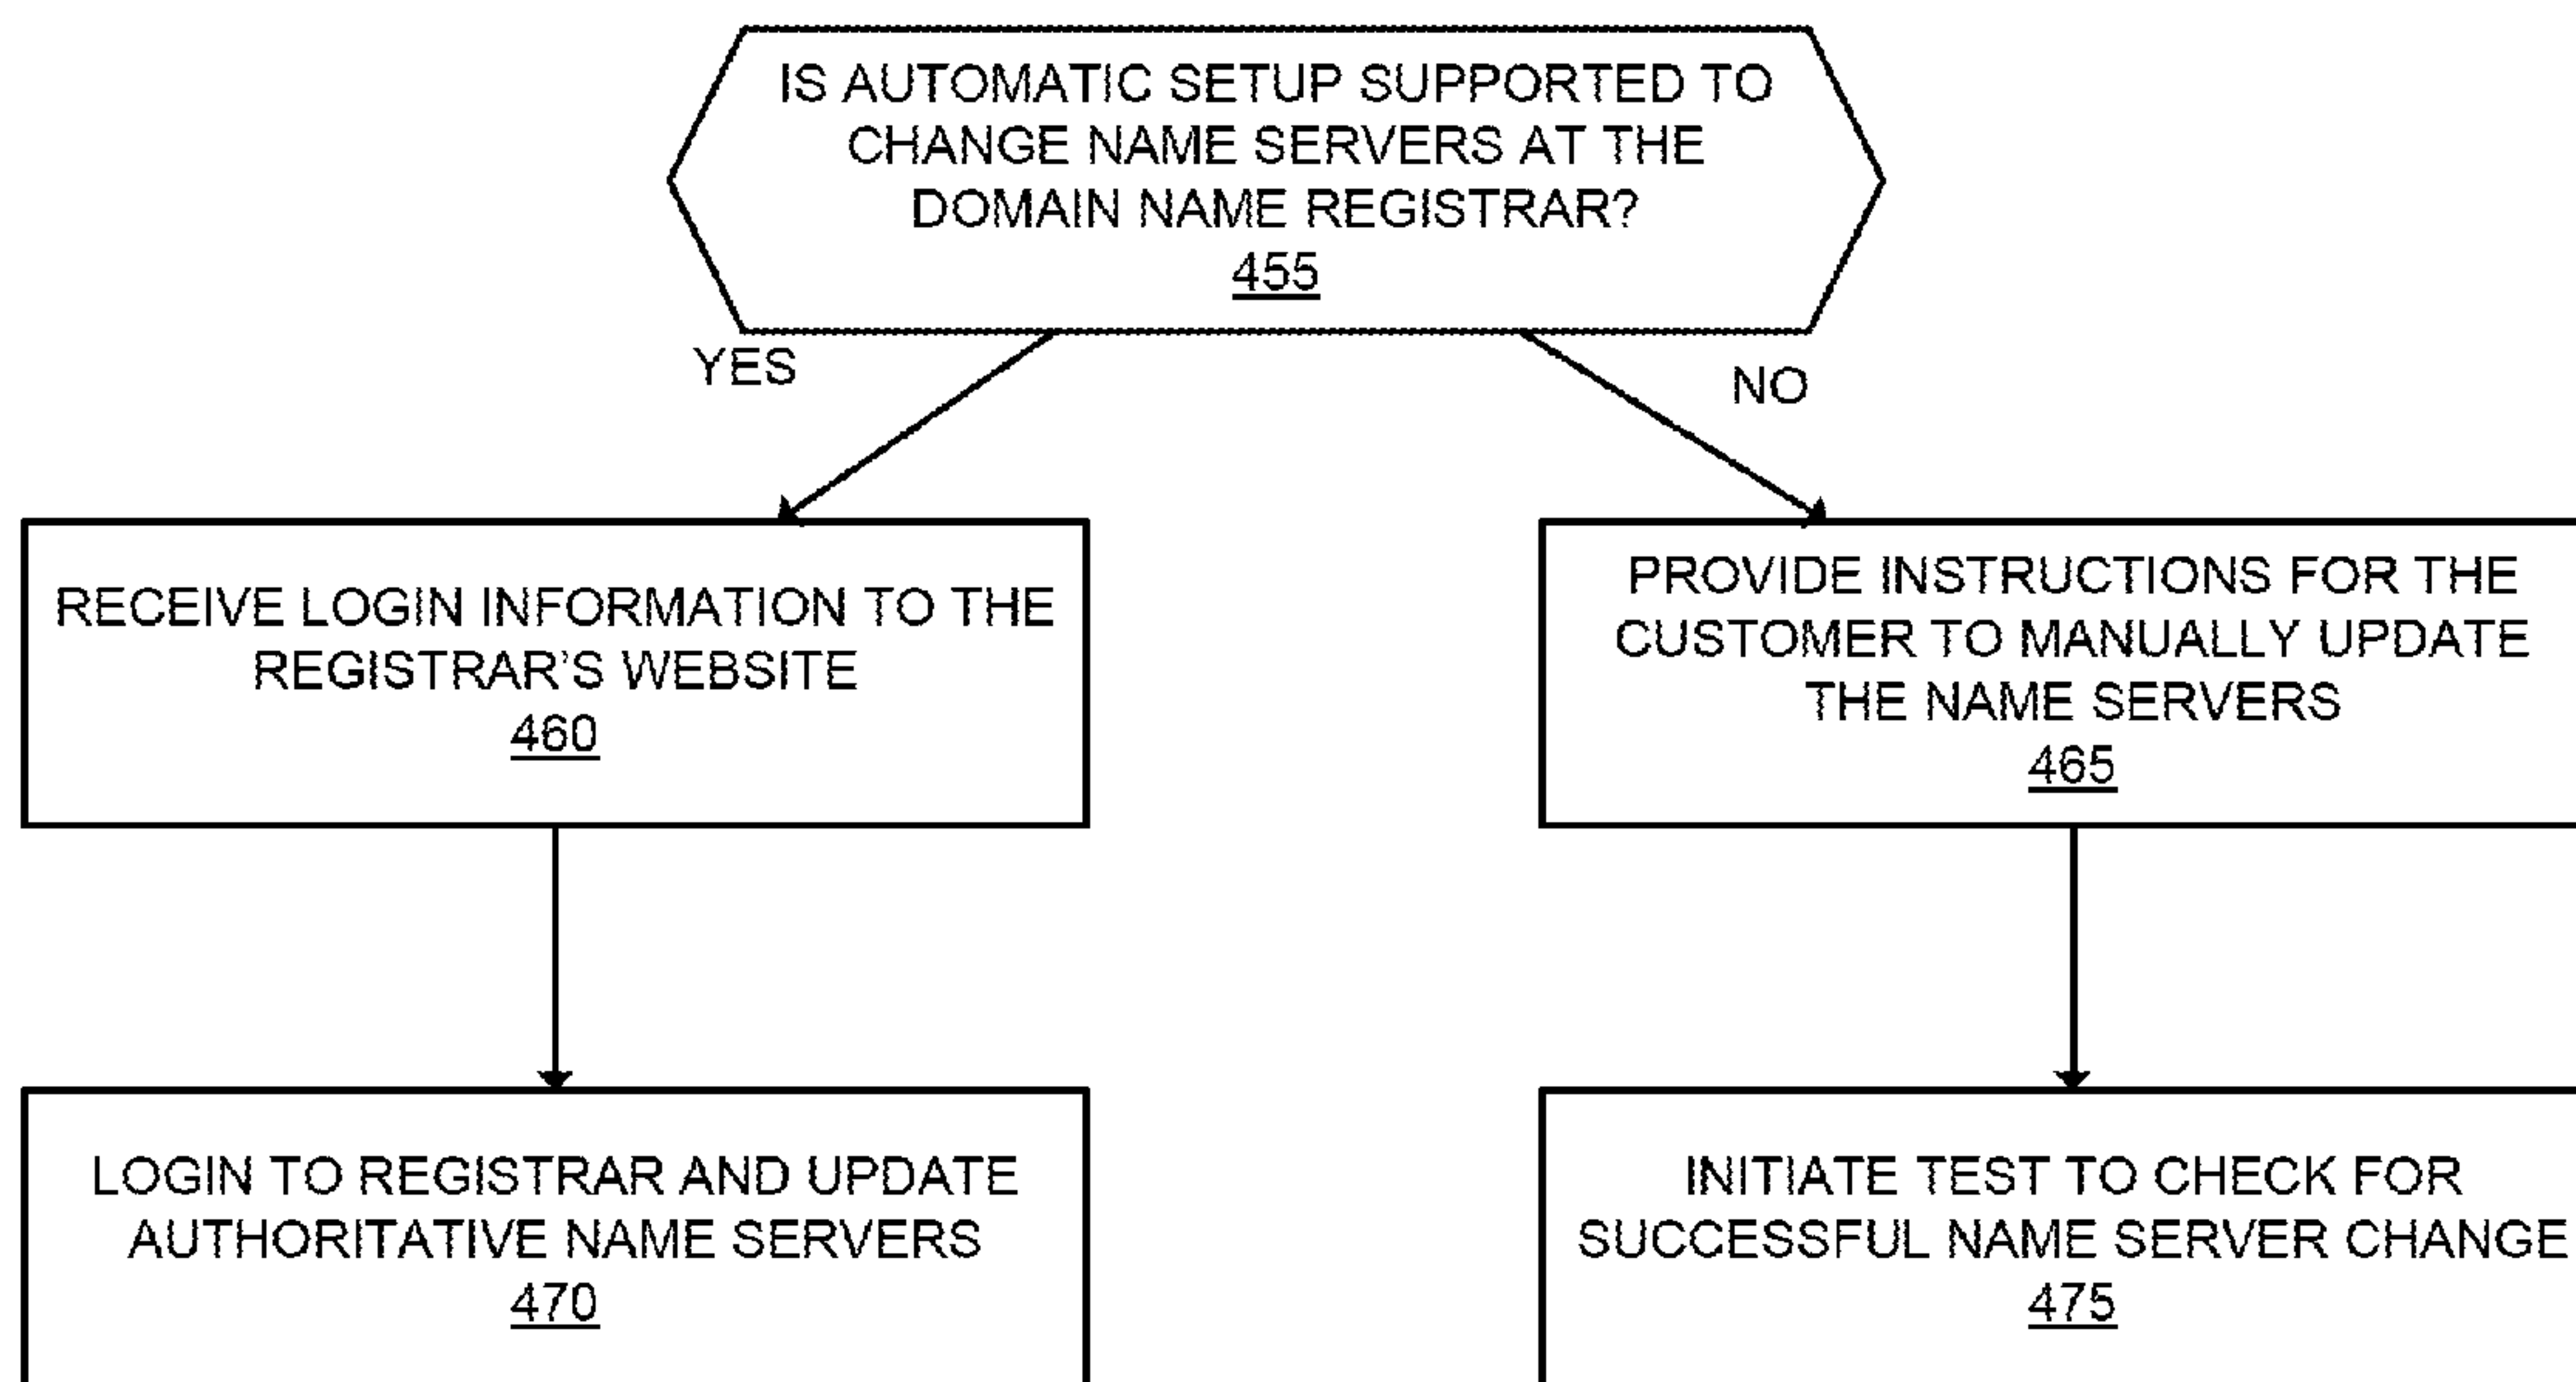 IS AUTOMATIC SETUP SUPPORTED TO
CHANGE NAME SERVERS AT THE
DOMAIN NAME REGISTRAR?
455
YES
NO
RECEIVE LOGIN INFORMATION TO THE
REGISTRAR'S WEBSITE
460
PROVIDE INSTRUCTIONS FOR THE
CUSTOMER TO MANUALLY UPDATE
THE NAME SERVERS
465
LOGIN TO REGISTRAR AND UPDATE
AUTHORITATIVE NAME SERVERS
470
INITIATE TEST TO CHECK FOR
SUCCESSFUL NAME SERVER CHANGE
475